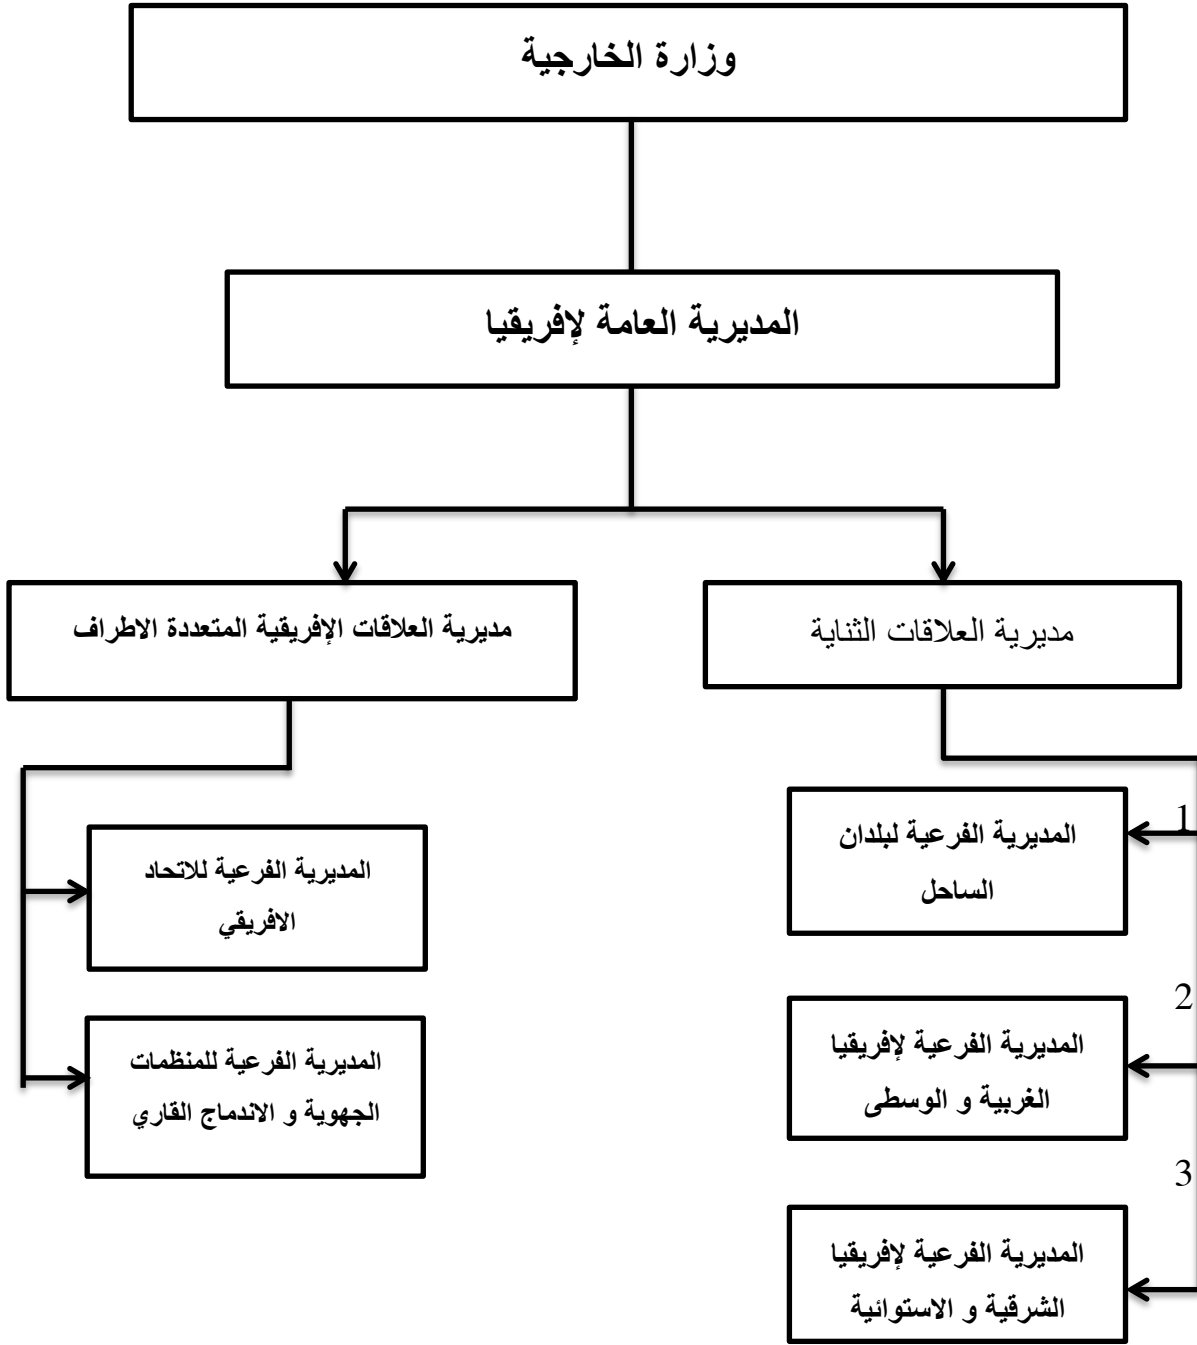 وزارة الخارجية
المديرية العامة لإفريقيا
مديرية العلاقات الثناية
مديرية العلاقات الإفريقية المتعددة الاطراف
1
المديرية الفرعية لبلدان
الساحل
2
المديرية الفرعية لإفريقيا
الغربية و الوسطى
3
المديرية الفرعية لإفريقيا
الشرقية و الاستوائية
المديرية الفرعية للاتحاد
الافريقي
المديرية الفرعية للمنظمات
الجهوية و الاندماج القاري